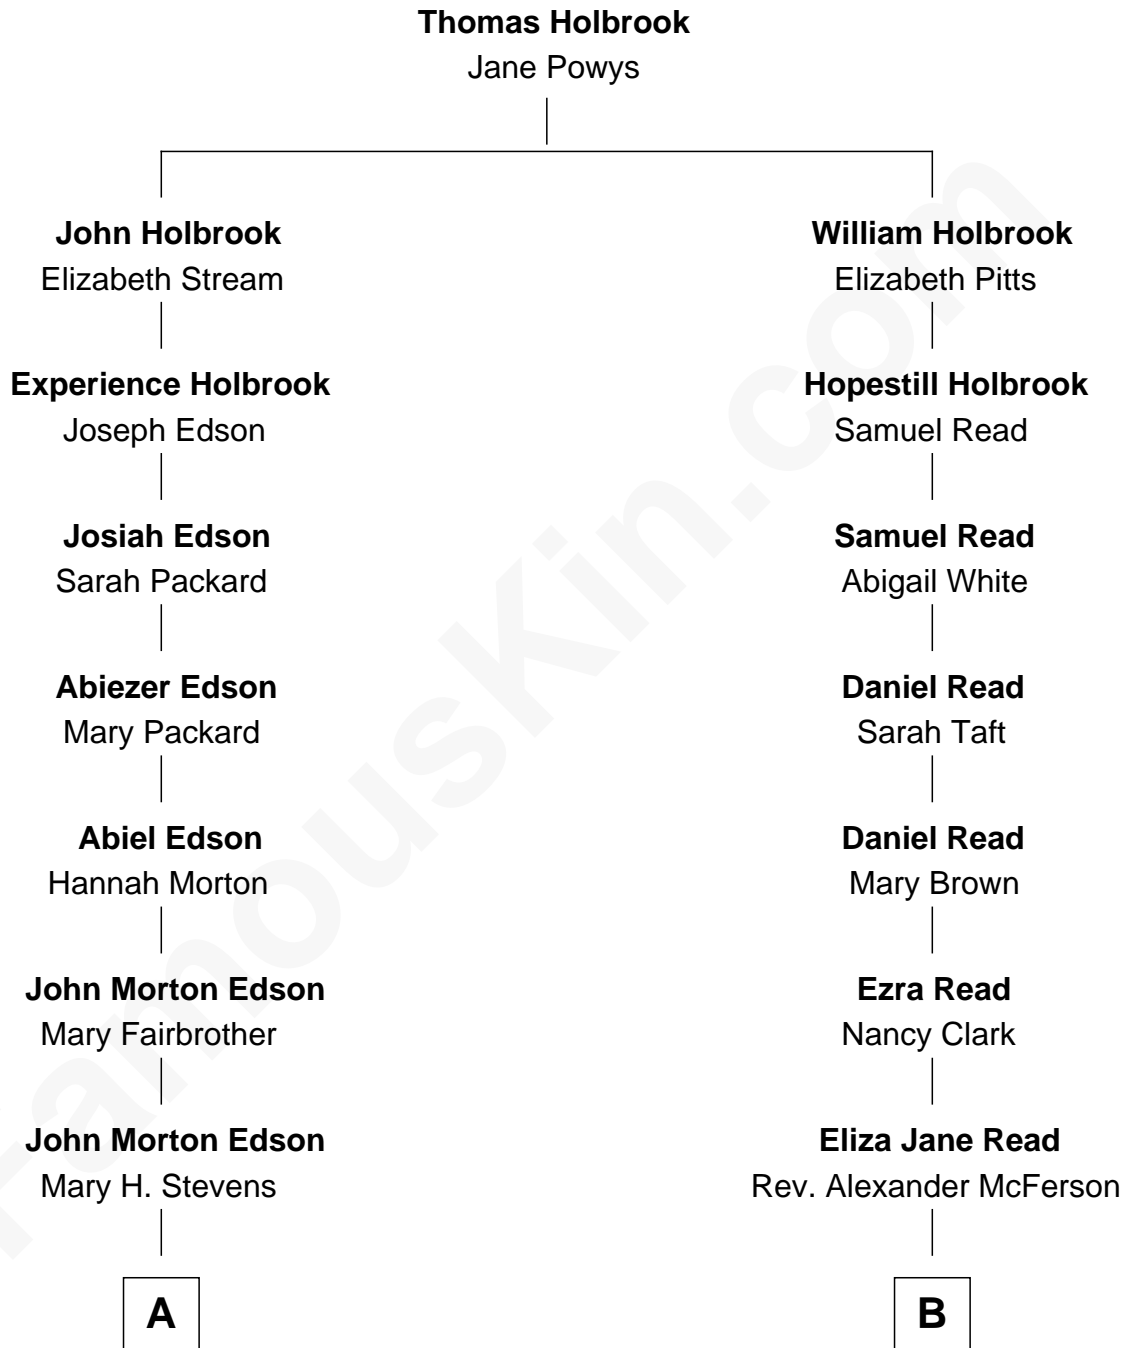 Thomas Holbrook
Jane Powys
John Holbrook
Elizabeth Stream
William Holbrook
Elizabeth Pitts
Experience Holbrook
Joseph Edson
Hopestill Holbrook
Samuel Read
Josiah Edson
Sarah Packard
Samuel Read
Abigail White
Abiezer Edson
Mary Packard
Daniel Read
Sarah Taft
Abiel Edson
Hannah Morton
Daniel Read
Mary Brown
John Morton Edson
Mary Fairbrother
Ezra Read
Nancy Clark
John Morton Edson
Mary H. Stevens
Eliza Jane Read
Rev. Alexander McFerson
A
B
FamousKin.com